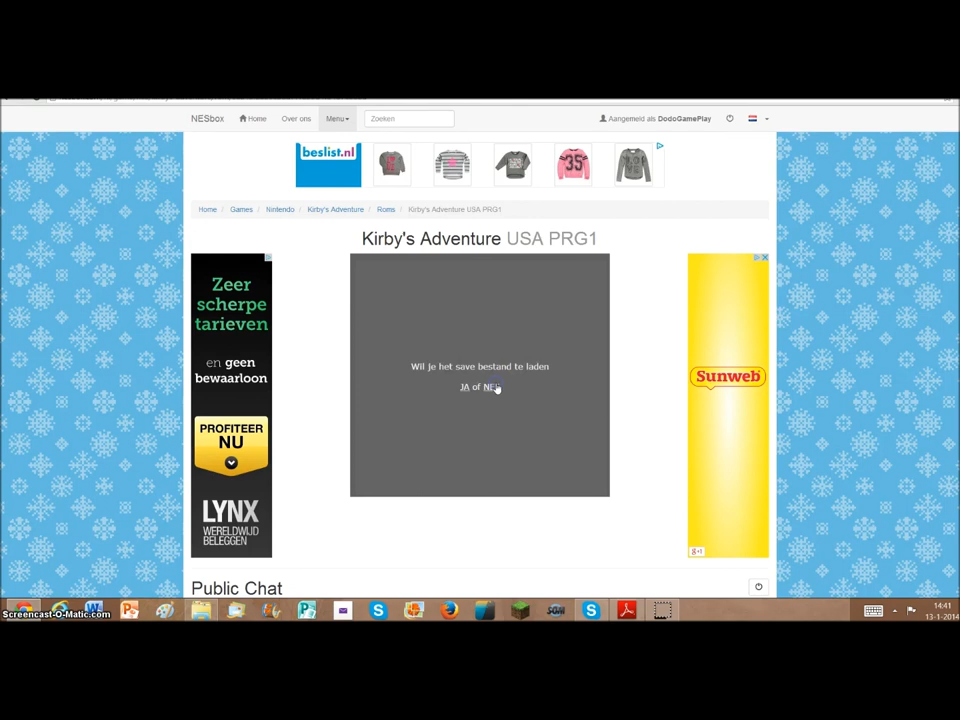 NESbox Home Over ons Menu Zoeken Aangemeld als DodoGamePlay
beslist.nl
35
Home / Games / Nintendo / Kirby's Adventure / Roms / Kirby's Adventure USA PRG1
Kirby's Adventure USA PRG1
Zeer
scherpe
tarieven
en geen
bewaarloon
PROFITEER
NU
LYNX
WERELDWIJD
BELEGGEN
Wil je het save bestand te laden
JA of NEE
Sunweb
g+1
Public Chat
Screencast-O-Matic.com
SGM
14:41
13-1-2014